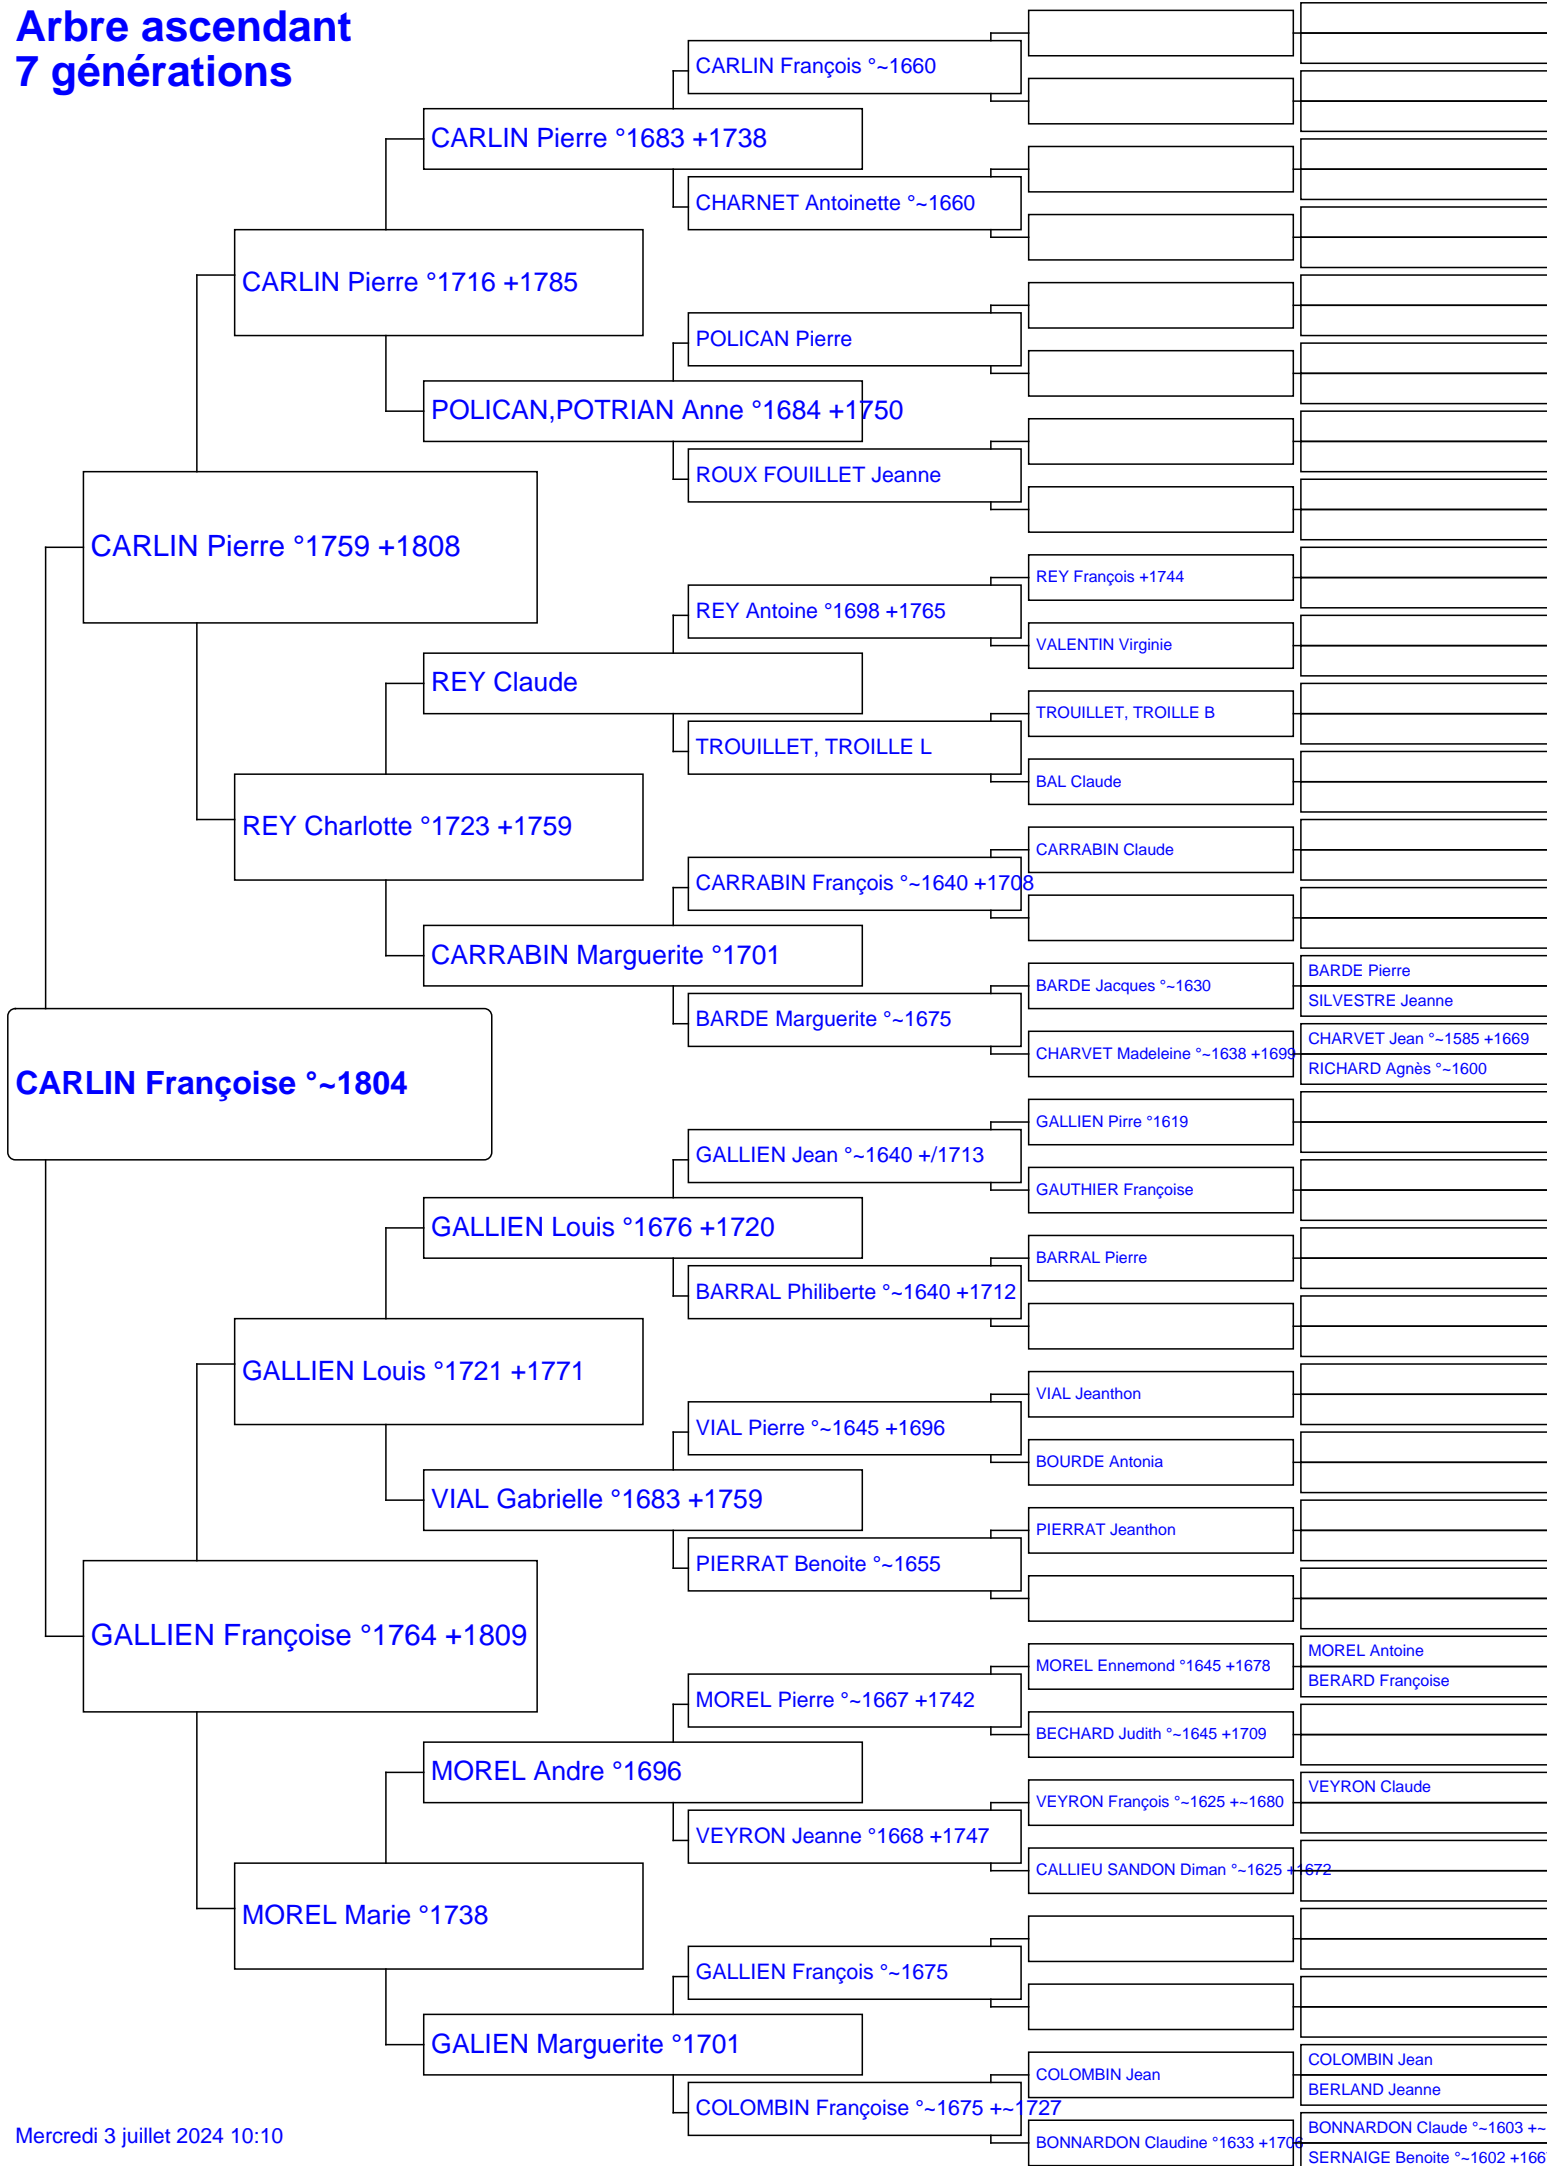 Arbre ascendant
7 générations
CARLIN Françoise °~1804
CARLIN Pierre °1759 +1808
GALLIEN Françoise °1764 +1809
CARLIN Pierre °1716 +1785
REY Charlotte °1723 +1759
GALLIEN Louis °1721 +1771
MOREL Marie °1738
CARLIN Pierre °1683 +1738
POLICAN,POTRIAN Anne °1684 +1750
REY Claude
CARRABIN Marguerite °1701
GALLIEN Louis °1676 +1720
VIAL Gabrielle °1683 +1759
MOREL Andre °1696
GALIEN Marguerite °1701
CARLIN François °~1660
CHARNET Antoinette °~1660
POLICAN Pierre
ROUX FOUILLET Jeanne
REY Antoine °1698 +1765
TROUILLET, TROILLE L
CARRABIN François °~1640 +1708
BARDE Marguerite °~1675
GALLIEN Jean °~1640 +/1713
BARRAL Philiberte °~1640 +1712
VIAL Pierre °~1645 +1696
PIERRAT Benoite °~1655
MOREL Pierre °~1667 +1742
VEYRON Jeanne °1668 +1747
GALLIEN François °~1675
COLOMBIN Françoise °~1675 +~1727
REY François +1744
VALENTIN Virginie
TROUILLET, TROILLE B
BAL Claude
CARRABIN Claude
BARDE Jacques °~1630
CHARVET Madeleine °~1638 +1699
GALLIEN Pirre °1619
GAUTHIER Françoise
BARRAL Pierre
VIAL Jeanthon
BOURDE Antonia
PIERRAT Jeanthon
MOREL Ennemond °1645 +1678
BECHARD Judith °~1645 +1709
VEYRON François °~1625 +~1680
CALLIEU SANDON Diman °~1625 +1672
COLOMBIN Jean
BONNARDON Claudine °1633 +1706
BARDE Pierre
SILVESTRE Jeanne
CHARVET Jean °~1585 +1669
RICHARD Agnès °~1600
MOREL Antoine
BERARD Françoise
VEYRON Claude
COLOMBIN Jean
BERLAND Jeanne
BONNARDON Claude °~1603 +~
SERNAIGE Benoite °~1602 +166
Mercredi 3 juillet 2024 10:10